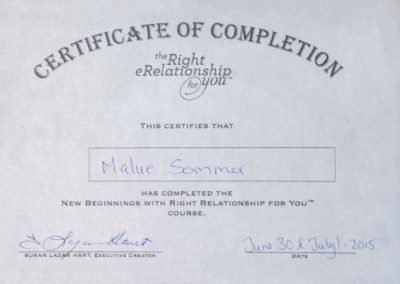 CERTIFICATE OF COMPLETION
the Right
eRelationship
for you™
THIS CERTIFIES THAT
Malue Sommer
HAS COMPLETED THE
NEW BEGINNINGS WITH RIGHT RELATIONSHIP FOR YOU™
COURSE.
June 30 & July 1-2015
SUSAN LAZAR HART, EXECUTIVE CREATOR
DATE